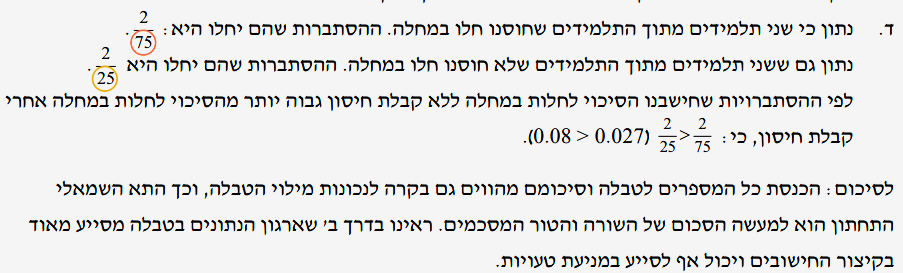 ד. נתון כי שני תלמידים מתוך התלמידים שחוסנו חלו במחלה. ההסתברות שהם יחלו היא: 2/75.
נתון גם ששני תלמידים מתוך התלמידים שלא חוסנו חלו במחלה. ההסתברות שהם יחלו היא 2/25.
לפי ההסתברויות שחישבנו הסיכוי לחלות במחלה ללא קבלת חיסון גבוה יותר מהסיכוי לחלות במחלה אחרי
קבלת חיסון, כי: 2/25 > 2/75 (0.08 > 0.027).
לסיכום: הכנסת כל המספרים לטבלה וסיכומם מהווים גם בקרה לנכונות מילוי הטבלה, וכך התא השמאלי
התחתון הוא למעשה הסכום של השורה והטור המסכמים. ראינו בדרך ב' שארגון הנתונים בטבלה מסייע מאוד
בקיצור החישובים ויכול אף לסייע במניעת טעויות.